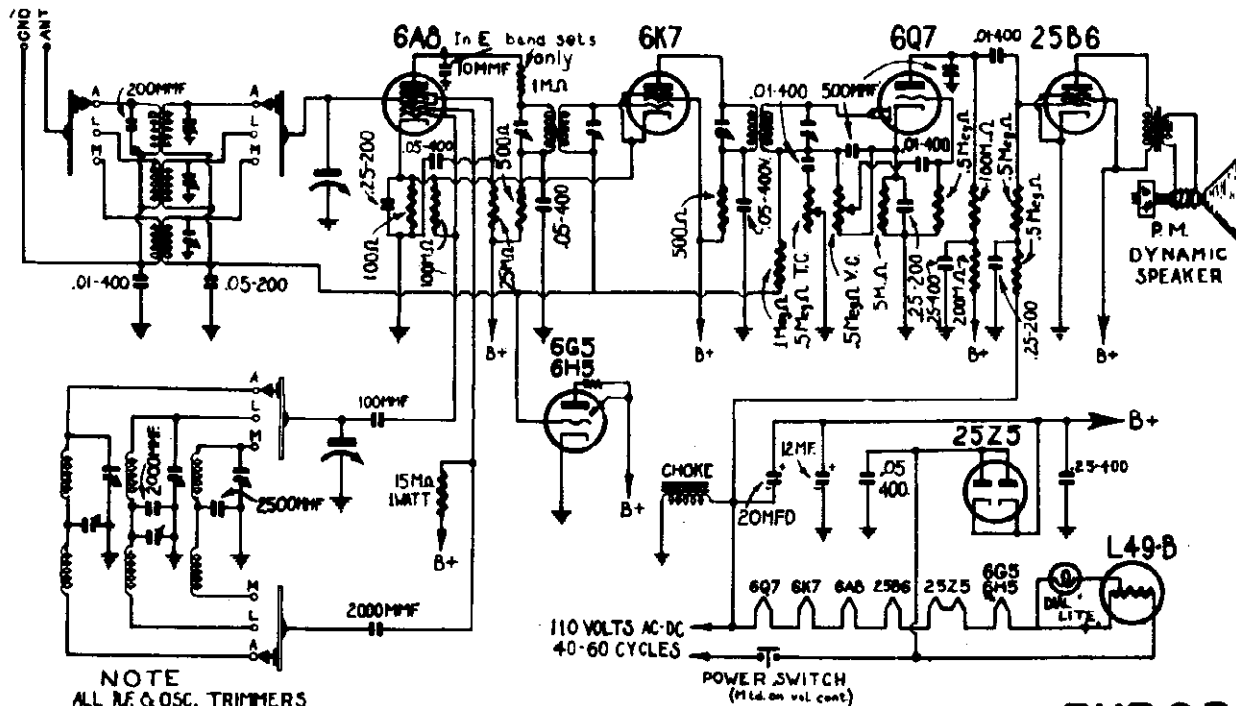 GND
ANT
6A8
In E band sets
only
10MMF
1MΩ
6K7
6Q7
.01-400
25B6
200MMF
A
L
M
A
L
M
.01-400
500MMF
.05-400
500Ω
.25-200
100Ω
100MΩ
25MΩ
.05-400
500Ω
.05-400V.
1MegΩ
.5MegΩ T.C.
.5MegΩ V.C.
5MΩ
.25-200
.25-400
200MΩ
.01-400
.5MegΩ
100MΩ
.5MegΩ
.5MegΩ
.25-200
P.M.
DYNAMIC
SPEAKER
.01-400
.05-200
B+
B+
B+
B+
6G5
6H5
A
L
M
100MMF
2000MMF.
2500MMF
15MΩ
1WATT
B+
B+
CHOKE
20MFD
12MF.
.05
400
25Z5
.25-400
B+
L49-B
M
L
A
2000MMF
6Q7
6K7
6A8
25B6
25Z5
6G5
6H5
DIAL
LITE
110 VOLTS AC-DC
40-60 CYCLES
POWER SWITCH
(Mtd. on vol cont)
NOTE
ALL R.F. & OSC. TRIMMERS